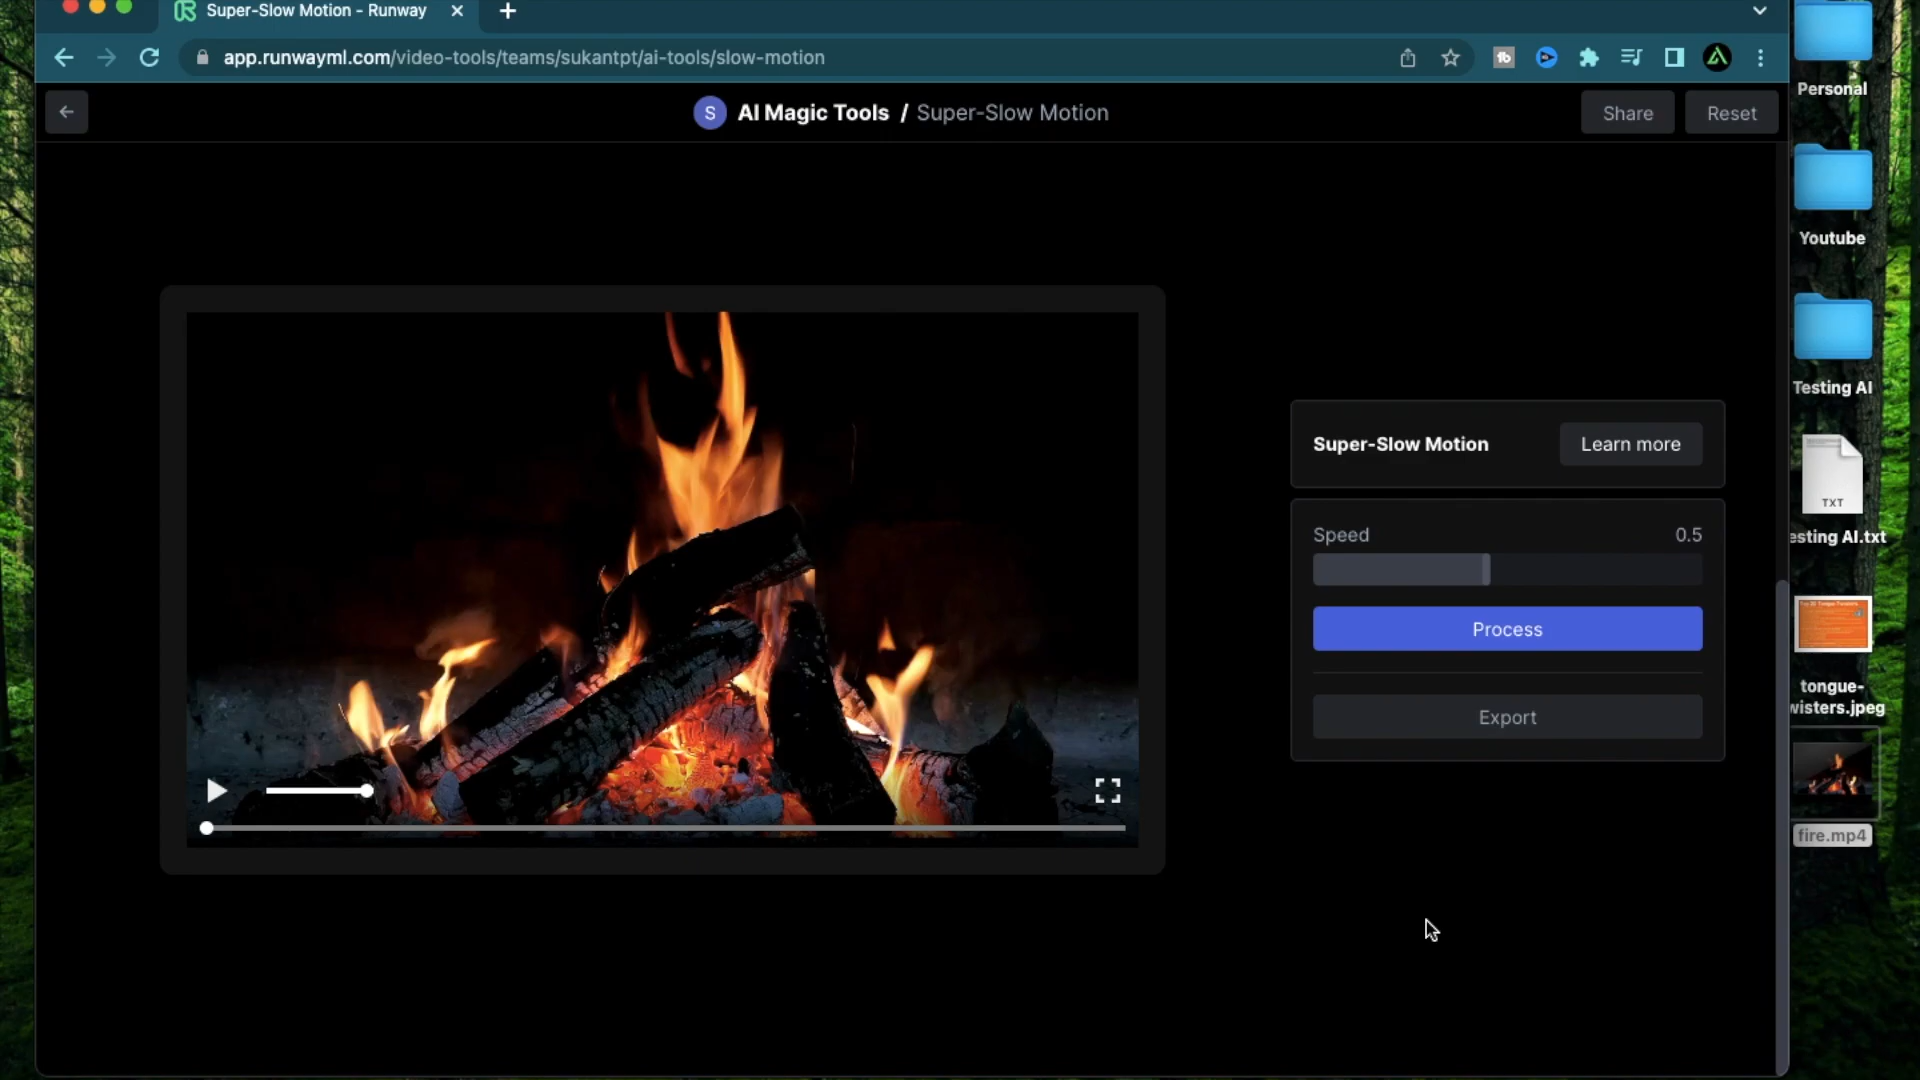 Super-Slow Motion - Runway
app.runwayml.com/video-tools/teams/sukantpt/ai-tools/slow-motion
S AI Magic Tools / Super-Slow Motion
Share
Reset
Super-Slow Motion
Learn more
Speed
0.5
Process
Export
Personal
Youtube
Testing AI
TXT
esting AI.txt
tongue-
wisters.jpeg
fire.mp4